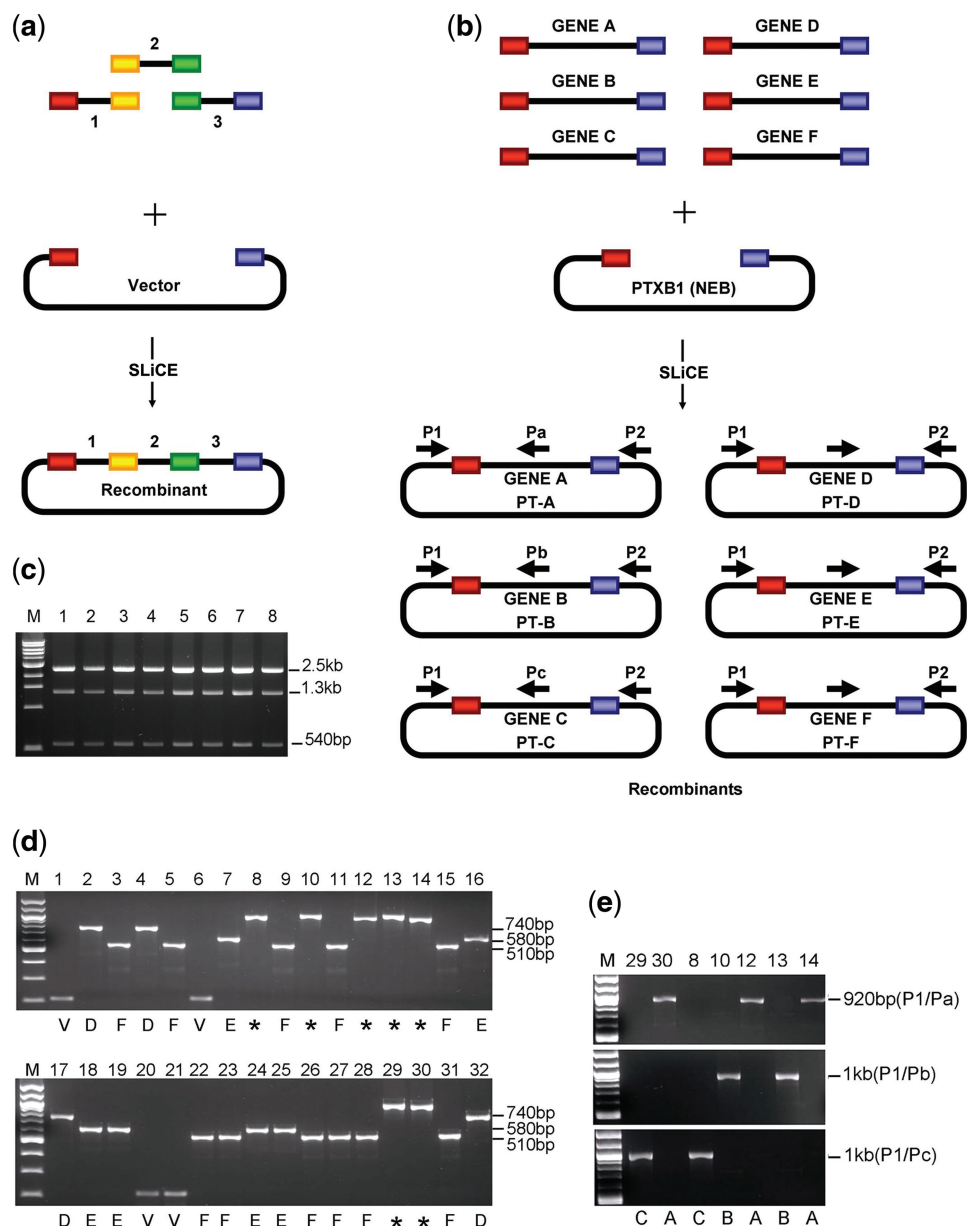 (a)
2
1 3
+
Vector
SLiCE
1 2 3
Recombinant
(b)
GENE A GENE D
GENE B GENE E
GENE C GENE F
+
PTXB1 (NEB)
SLiCE
P1 Pa P2 P1 P2
GENE A GENE D
PT-A PT-D
P1 Pb P2 P1 P2
GENE B GENE E
PT-B PT-E
P1 Pc P2 P1 P2
GENE C GENE F
PT-C PT-F
Recombinants
(c)
M 1 2 3 4 5 6 7 8
2.5kb
1.3kb
540bp
(d)
M 1 2 3 4 5 6 7 8 9 10 11 12 13 14 15 16
740bp
580bp
510bp
V D F D F V E * F * F * * * F E
M 17 18 19 20 21 22 23 24 25 26 27 28 29 30 31 32
740bp
580bp
510bp
D E E V V F F E E F F F * * F D
(e)
M 29 30 8 10 12 13 14
920bp(P1/Pa)
1kb(P1/Pb)
1kb(P1/Pc)
C A C B A B A